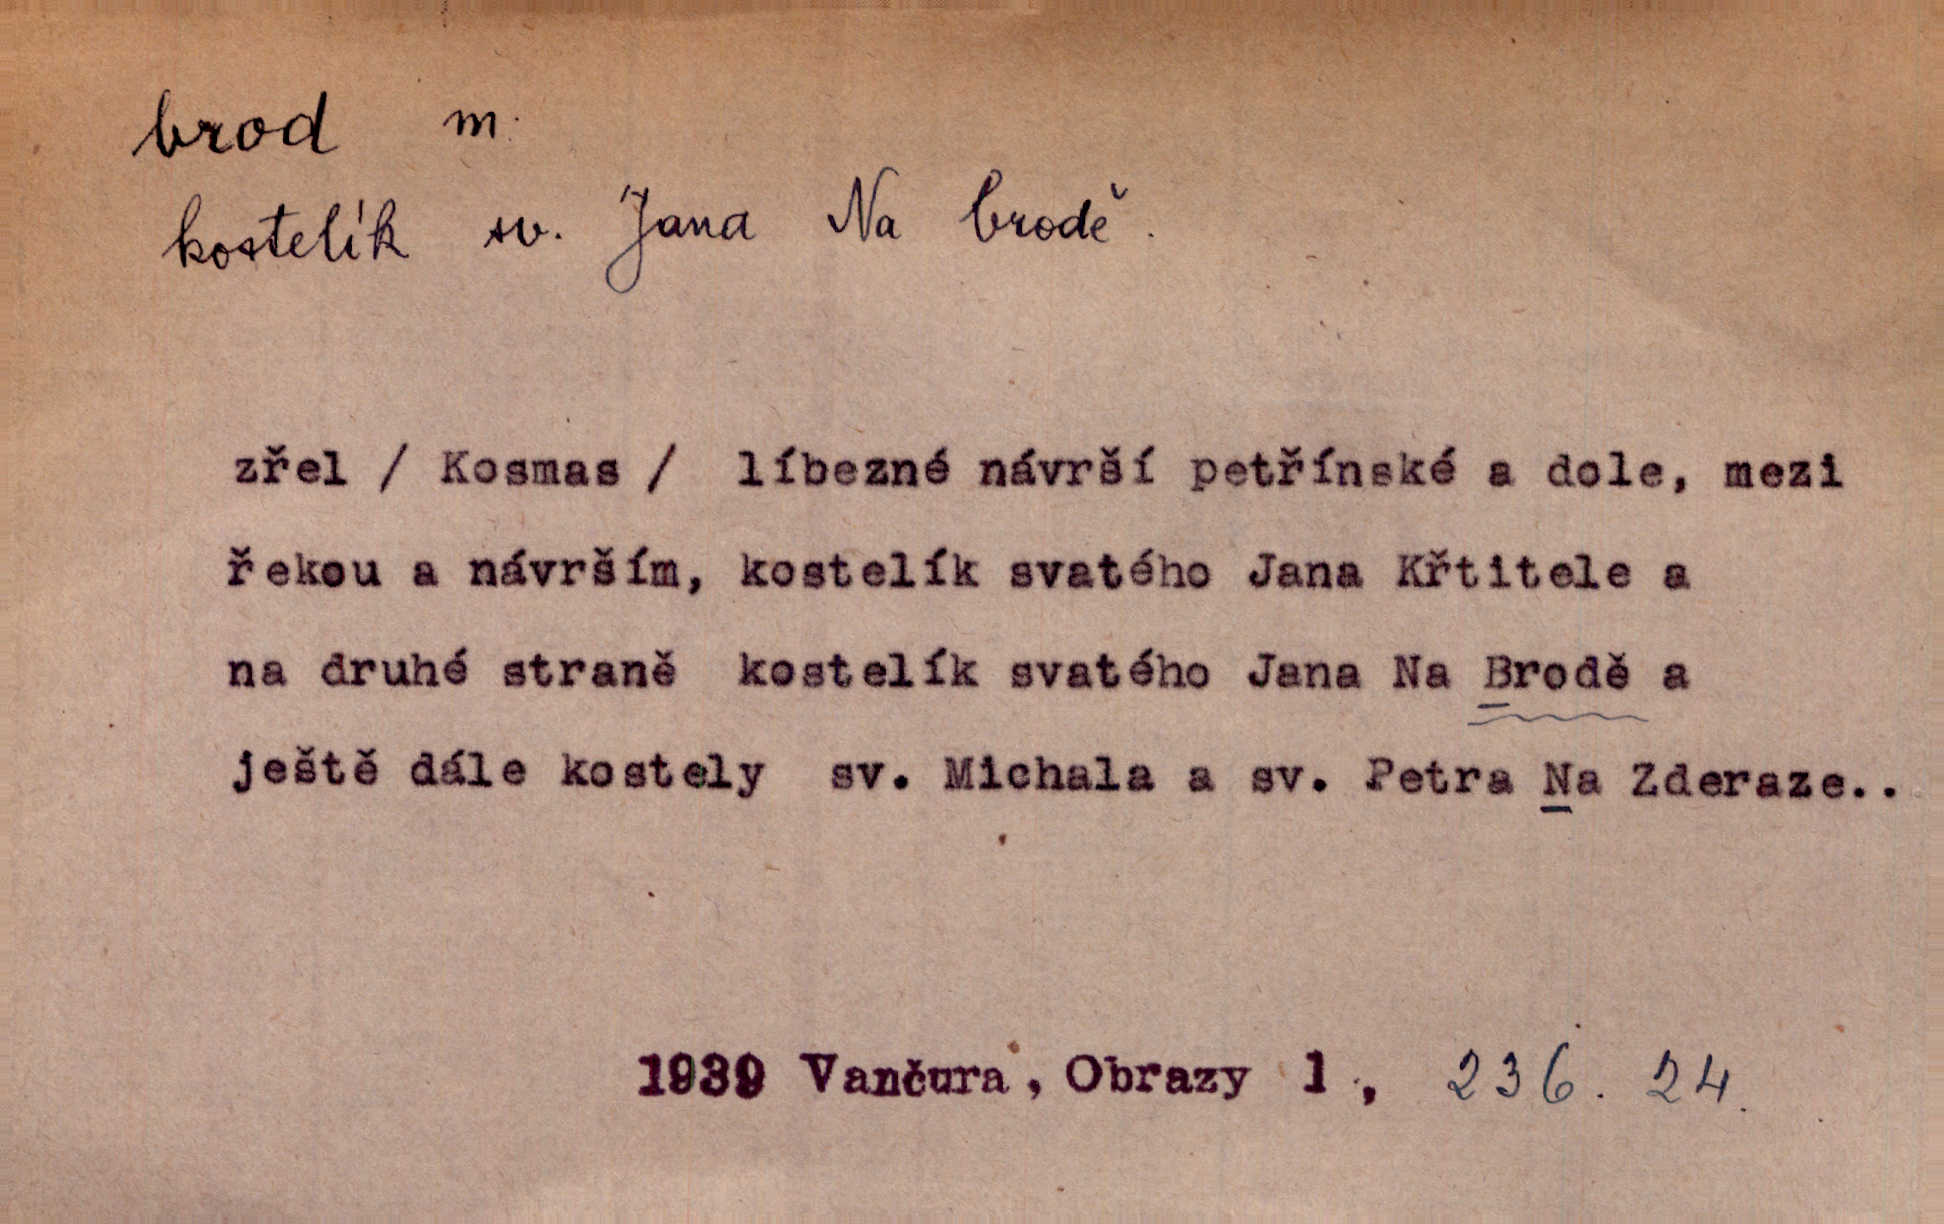 brod m.
kostelík sv. Jana Na brodě.
zřel / Kosmas / líbezné návrší petřínské a dole, mezi
řekou a návrším, kostelík svatého Jana Křtitele a
na druhé straně kostelík svatého Jana Na Brodě a
ještě dále kostely sv. Michala a sv. Petra Na Zderaze..
1939 Vančura, Obrazy 1, 236. 24.